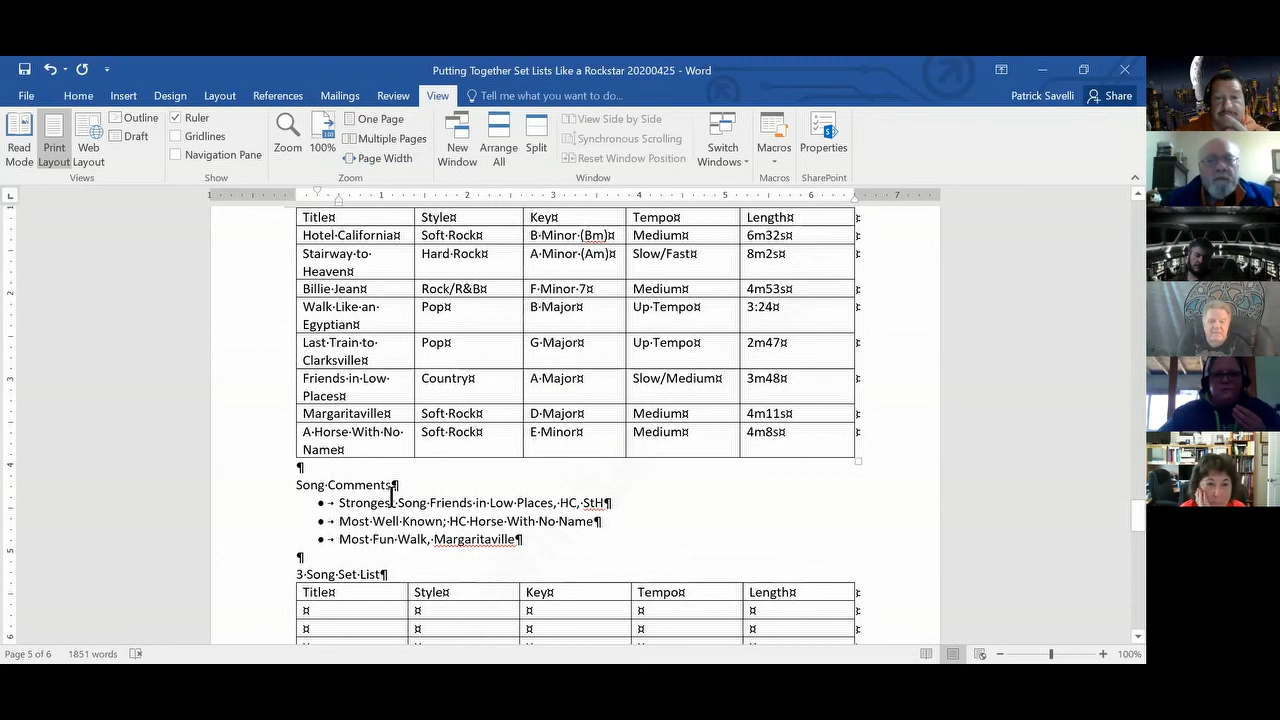 Putting Together Set Lists Like a Rockstar 20200425 - Word
File Home Insert Design Layout References Mailings Review View Tell me what you want to do... Patrick Savelli Share
Read Mode
Print Layout
Web Layout
Outline
Draft
Views
Ruler
Gridlines
Navigation Pane
Show
Zoom
100%
One Page
Multiple Pages
Page Width
Zoom
New Window
Arrange All
Split
View Side by Side
Synchronous Scrolling
Reset Window Position
Window
Switch Windows
Macros
Macros
Properties
SharePoint
1 1 2 3 4 5 6 7
Title Style Key Tempo Length
Hotel California Soft Rock B Minor (Bm) Medium 6m32s
Stairway to Hard Rock A Minor (Am) Slow/Fast 8m2s
Heaven
Billie Jean Rock/R&B F Minor 7 Medium 4m53s
Walk Like an Pop B Major Up Tempo 3:24
Egyptian
Last Train to Pop G Major Up Tempo 2m47
Clarksville
Friends in Low Country A Major Slow/Medium 3m48
Places
Margaritaville Soft Rock D Major Medium 4m11s
A Horse With No Soft Rock E Minor Medium 4m8s
Name
¶
Song Comments¶
• Strongest Song Friends in Low Places, HC, StH¶
• Most Well Known; HC Horse With No Name¶
• Most Fun Walk, Margaritaville¶
¶
3 Song Set List¶
Title Style Key Tempo Length
Page 5 of 6 1851 words 100%